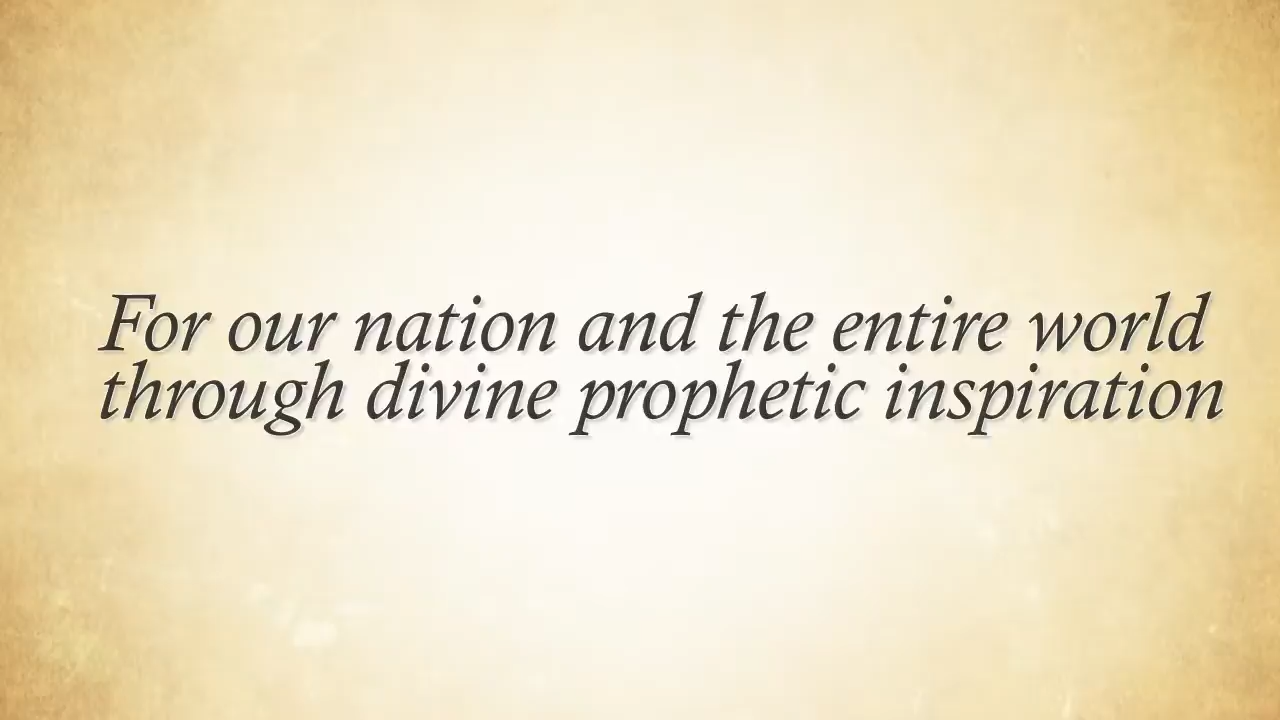 For our nation and the entire world
through divine prophetic inspiration